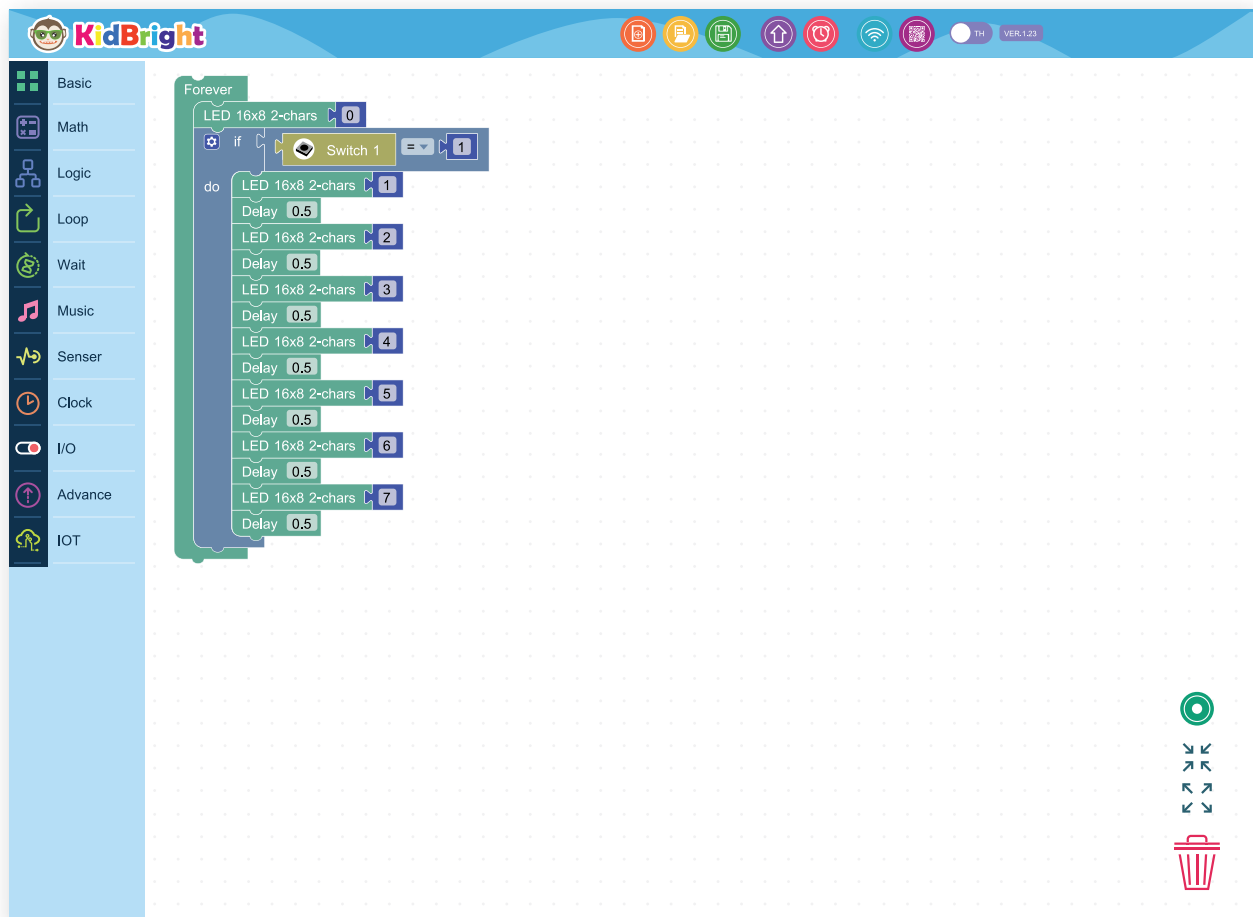 KidBright
TH
VER.1.23
Basic
Math
Logic
Loop
Wait
Music
Senser
Clock
I/O
Advance
IOT
Forever
LED 16x8 2-chars 0
if Switch 1 = 1
do LED 16x8 2-chars 1
Delay 0.5
LED 16x8 2-chars 2
Delay 0.5
LED 16x8 2-chars 3
Delay 0.5
LED 16x8 2-chars 4
Delay 0.5
LED 16x8 2-chars 5
Delay 0.5
LED 16x8 2-chars 6
Delay 0.5
LED 16x8 2-chars 7
Delay 0.5